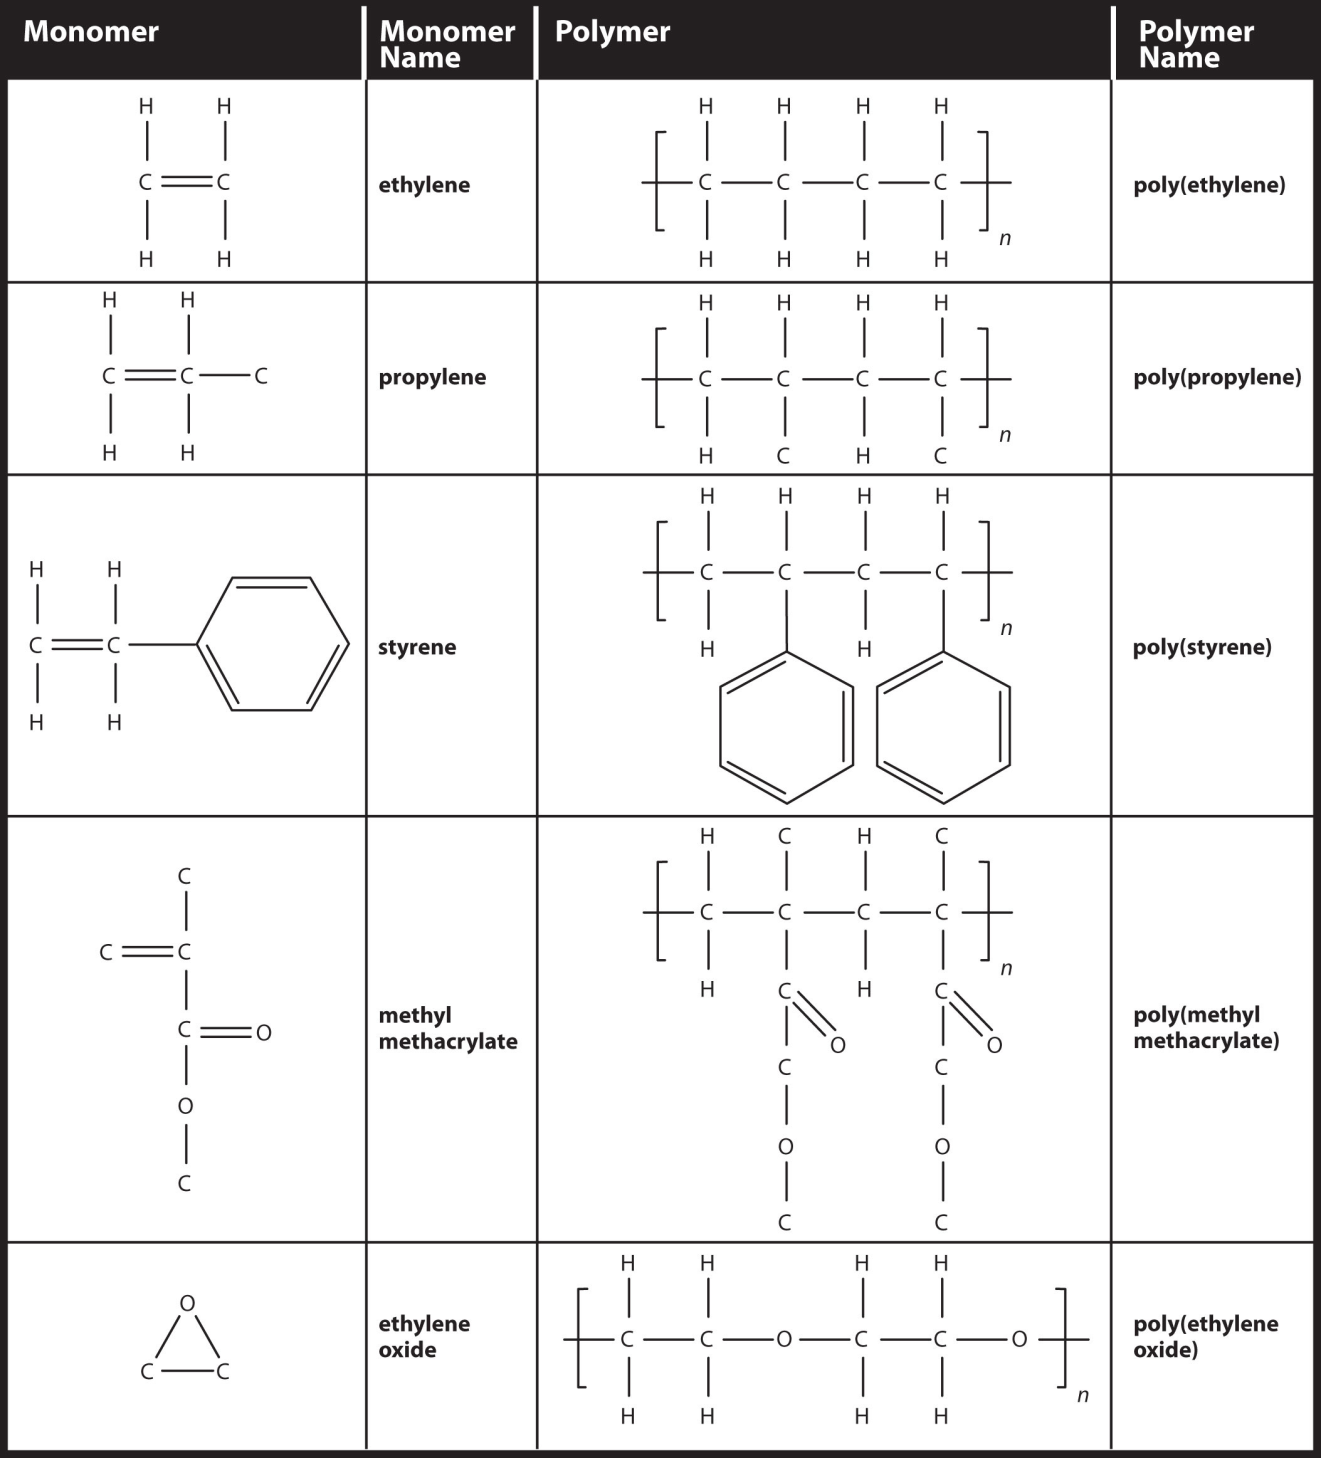 Monomer
Monomer
Name
Polymer
Polymer
Name
H H
C C
H H
ethylene
H H H H
C C C C
n
H H H H
poly(ethylene)
H H
C C C
H H
propylene
H H H H
C C C C
n
H C H C
poly(propylene)
H H
C C
H H
styrene
H H H H
C C C C
n
H H
poly(styrene)
C
C C
C O
O
C
methyl
methacrylate
H C H C
C C C C
n
H C H C
O O
C C
O O
C C
poly(methyl
methacrylate)
O
C C
ethylene
oxide
H H H H
C C O C C O
n
H H H H
poly(ethylene
oxide)